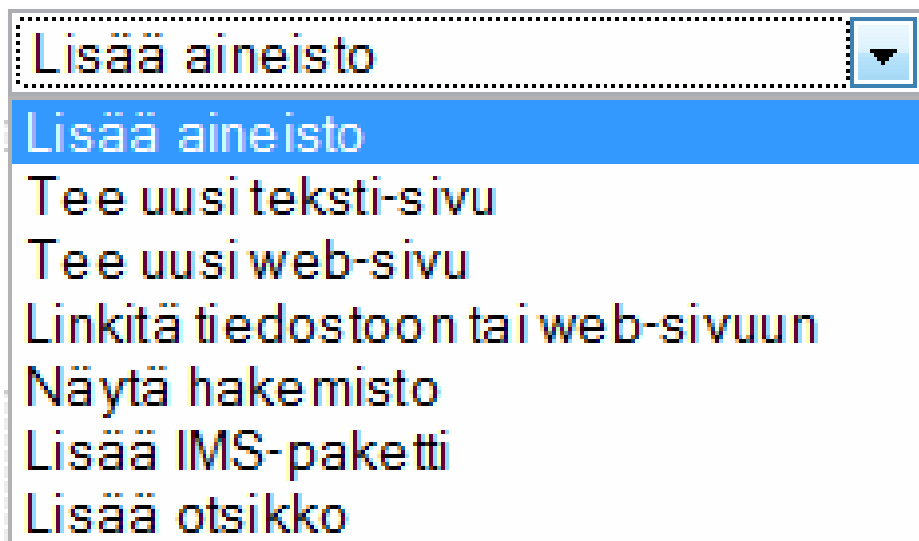 Lisää aineisto
Lisää aineisto
Tee uusi teksti-sivu
Tee uusi web-sivu
Linkitä tiedostoon tai web-sivuun
Näytä hakemisto
Lisää IMS-paketti
Lisää otsikko